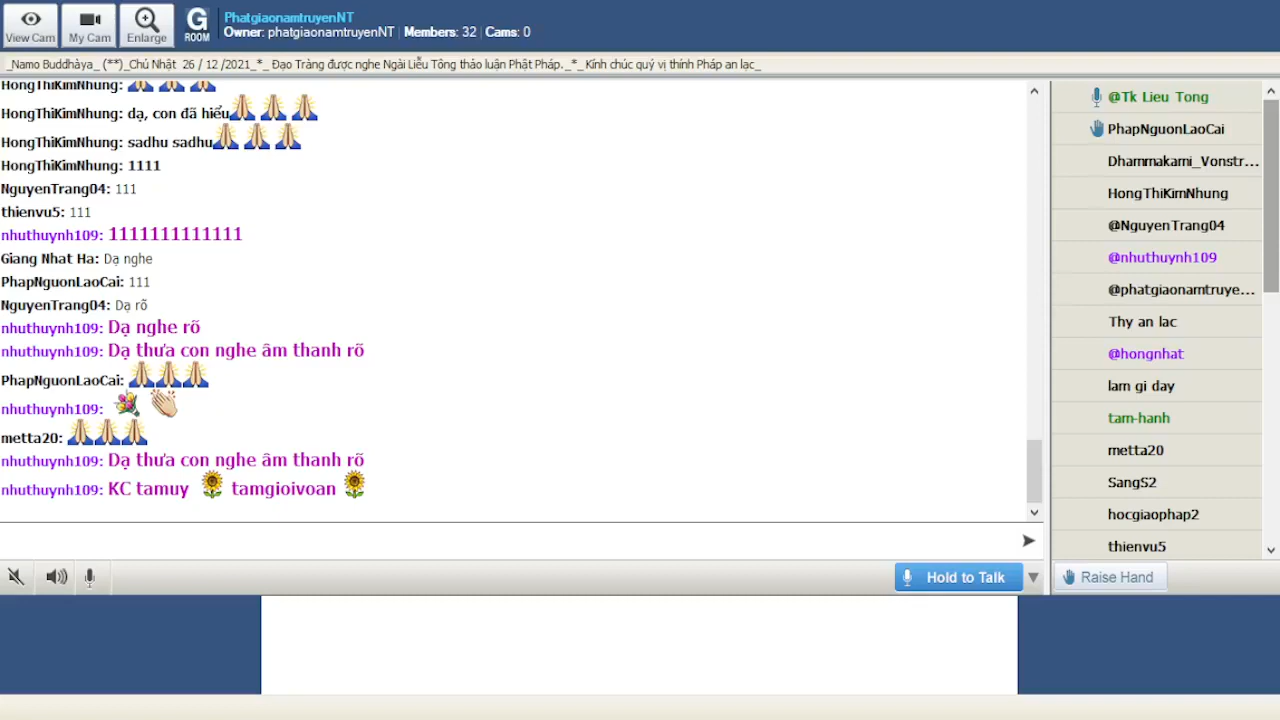 View Cam
My Cam
Enlarge
G
ROOM
PhatgiaonamtruyenNT
Owner: phatgiaonamtruyenNT | Members: 32 | Cams: 0
_Namo Buddhàya_ (**)_Chủ Nhật 26 / 12 /2021_*_ Đạo Tràng được nghe Ngài Liễu Tông thảo luận Phật Pháp._*_Kính chúc quý vị thính Pháp an lạc_
HongThiKimNhung:
HongThiKimNhung: dạ, con đã hiểu
HongThiKimNhung: sadhu sadhu
HongThiKimNhung: 1111
NguyenTrang04: 111
thienvu5: 111
nhuthuynh109: 1111111111111
Giang Nhat Ha: Dạ nghe
PhapNguonLaoCai: 111
NguyenTrang04: Dạ rõ
nhuthuynh109: Dạ nghe rõ
nhuthuynh109: Dạ thưa con nghe âm thanh rõ
PhapNguonLaoCai:
nhuthuynh109:
metta20:
nhuthuynh109: Dạ thưa con nghe âm thanh rõ
nhuthuynh109: KC tamuy tamgioivoan
Hold to Talk
@Tk Lieu Tong
PhapNguonLaoCai
Dhammakami_Vonstr...
HongThiKimNhung
@NguyenTrang04
@nhuthuynh109
@phatgiaonamtruye...
Thy an lac
@hongnhat
lam gi day
tam-hanh
metta20
SangS2
hocgiaophap2
thienvu5
Raise Hand